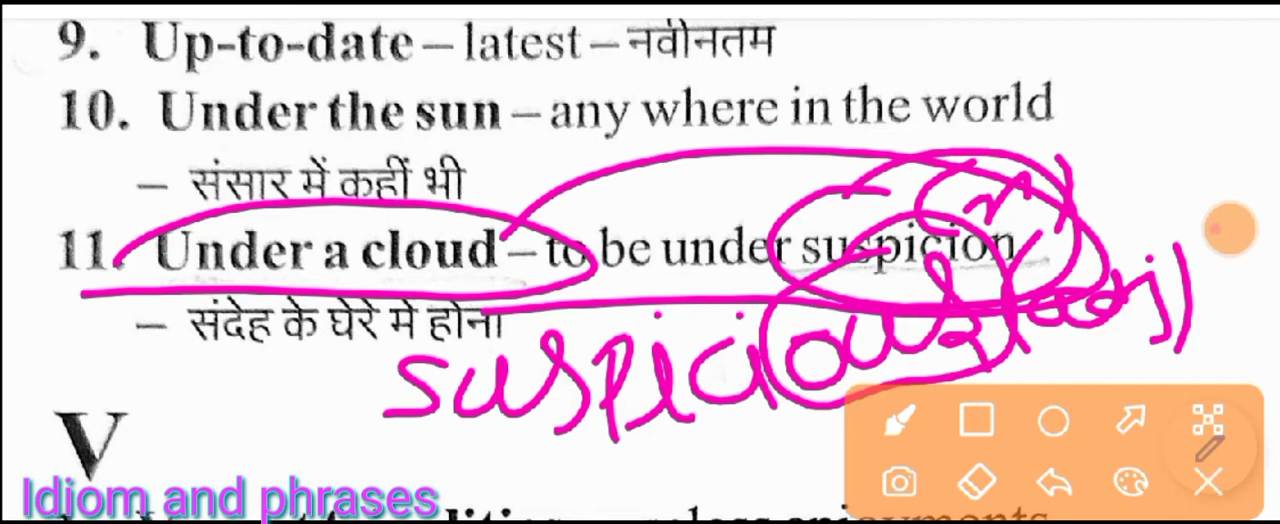 9. Up-to-date – latest – नवीनतम
10. Under the sun – any where in the world
– संसार में कहीं भी
11. Under a cloud – to be under suspicion
(n)
– संदेह के घेरे मे होना
suspicious (adj)
V
Idiom and phrases